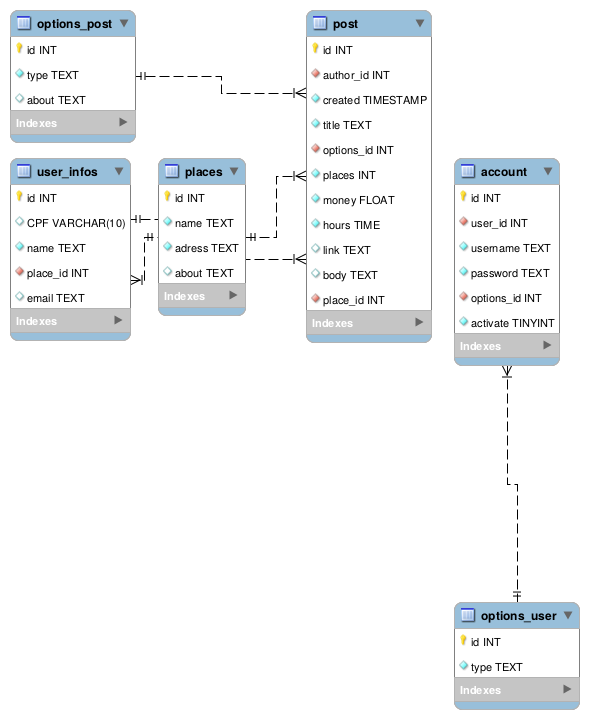 options_post
id INT
type TEXT
about TEXT
Indexes
post
id INT
author_id INT
created TIMESTAMP
title TEXT
options_id INT
places INT
money FLOAT
hours TIME
link TEXT
body TEXT
place_id INT
Indexes
user_infos
id INT
CPF VARCHAR(10)
name TEXT
place_id INT
email TEXT
Indexes
places
id INT
name TEXT
adress TEXT
about TEXT
Indexes
account
id INT
user_id INT
username TEXT
password TEXT
options_id INT
activate TINYINT
Indexes
options_user
id INT
type TEXT
Indexes